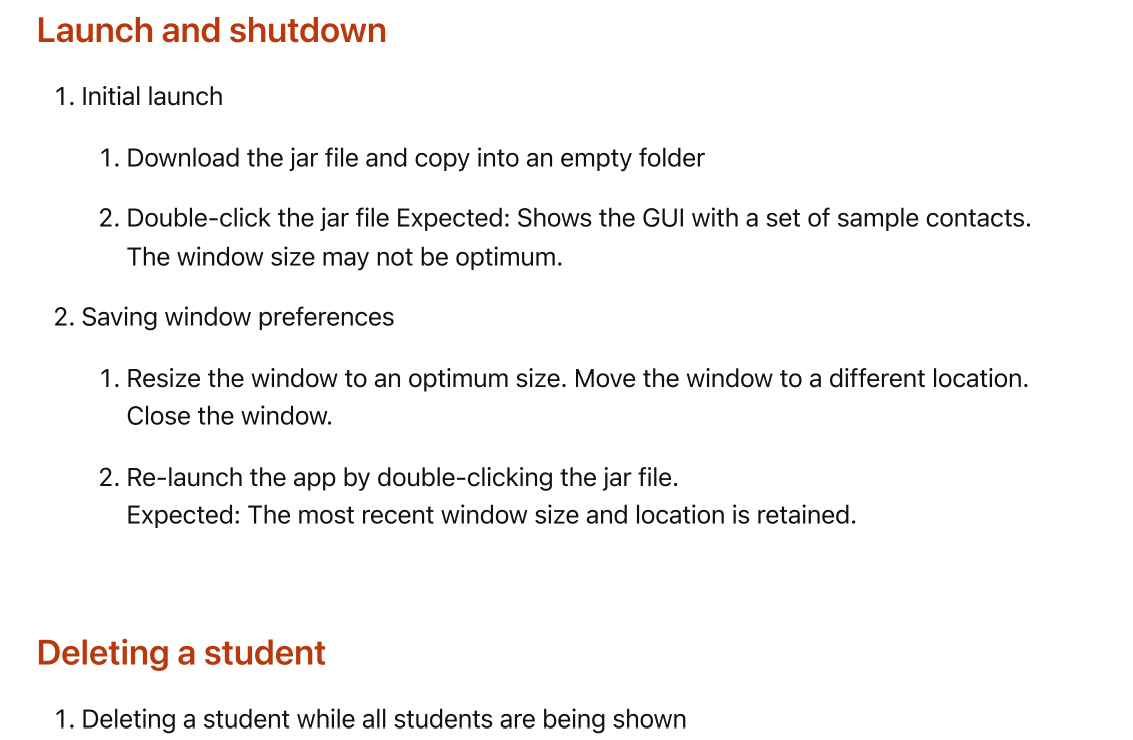 Launch and shutdown
1. Initial launch
1. Download the jar file and copy into an empty folder
2. Double-click the jar file Expected: Shows the GUI with a set of sample contacts.
The window size may not be optimum.
2. Saving window preferences
1. Resize the window to an optimum size. Move the window to a different location.
Close the window.
2. Re-launch the app by double-clicking the jar file.
Expected: The most recent window size and location is retained.
Deleting a student
1. Deleting a student while all students are being shown